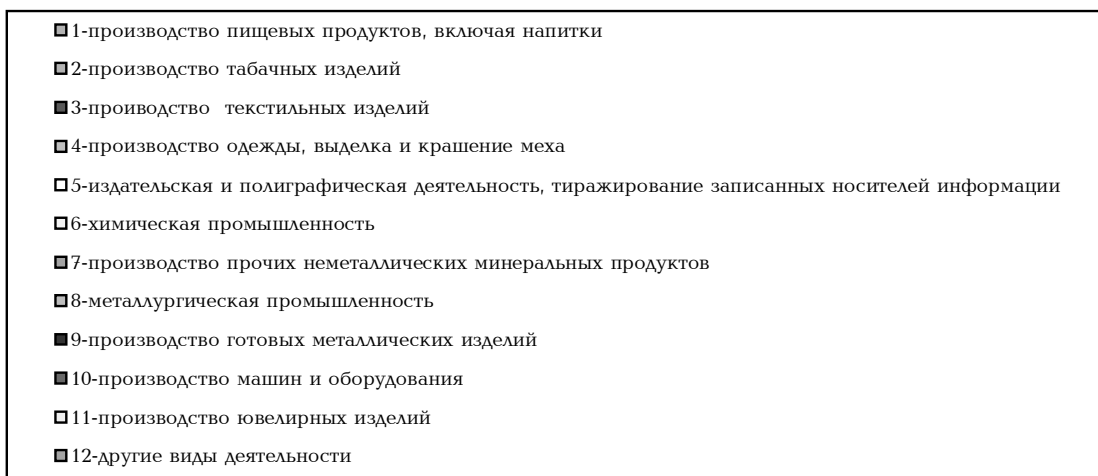 1-производство пищевых продуктов, включая напитки
2-производство табачных изделий
3-проиводство текстильных изделий
4-производство одежды, выделка и крашение меха
5-издательская и полиграфическая деятельность, тиражирование записанных носителей информации
6-химическая промышленность
7-производство прочих неметаллических минеральных продуктов
8-металлургическая промышленность
9-производство готовых металлических изделий
10-производство машин и оборудования
11-производство ювелирных изделий
12-другие виды деятельности